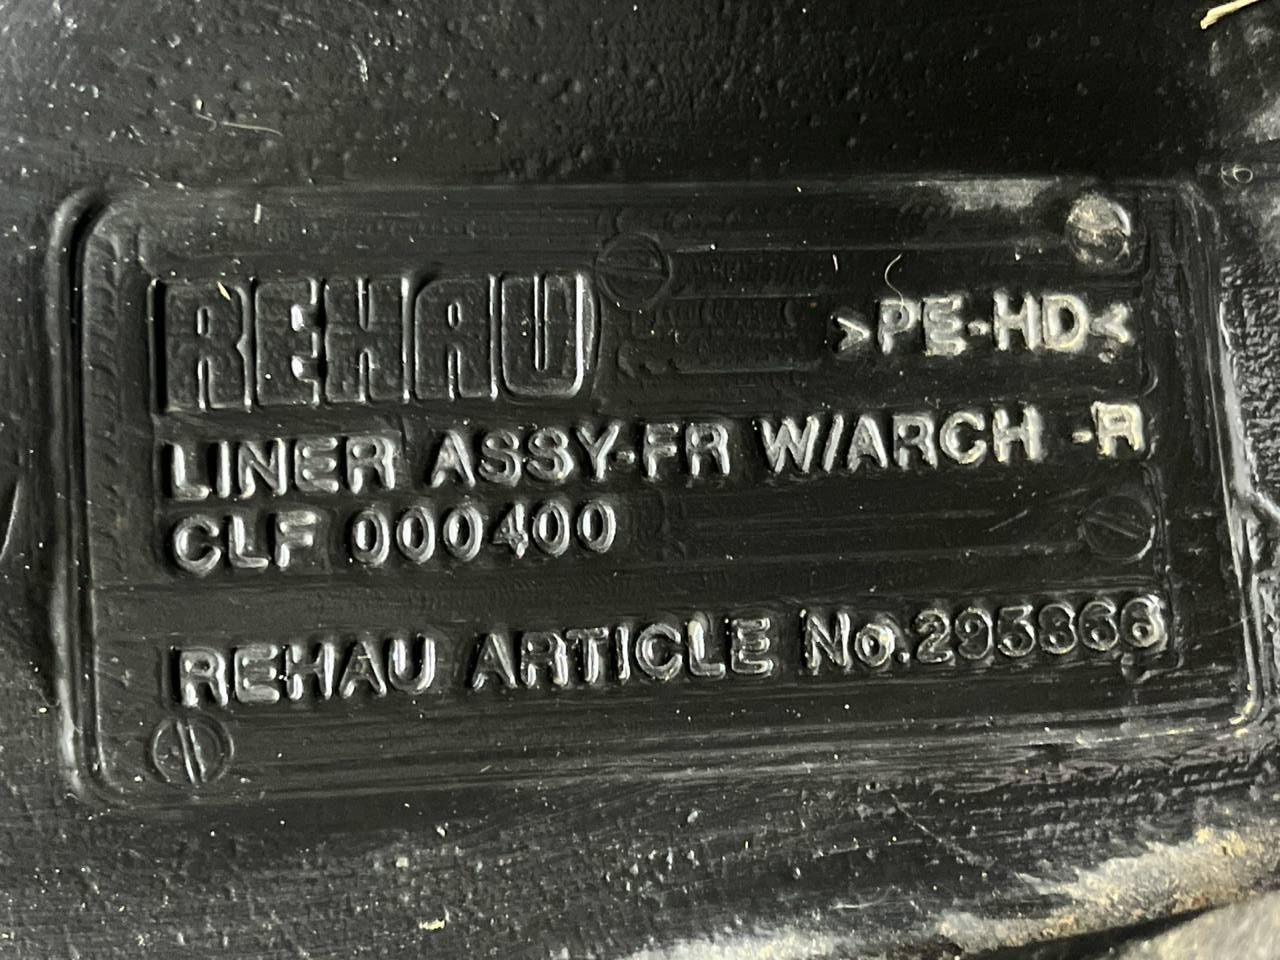 REHAU
>PE-HD<
LINER ASSY-FR W/ARCH -R
CLF 000400
REHAU ARTICLE No.295866